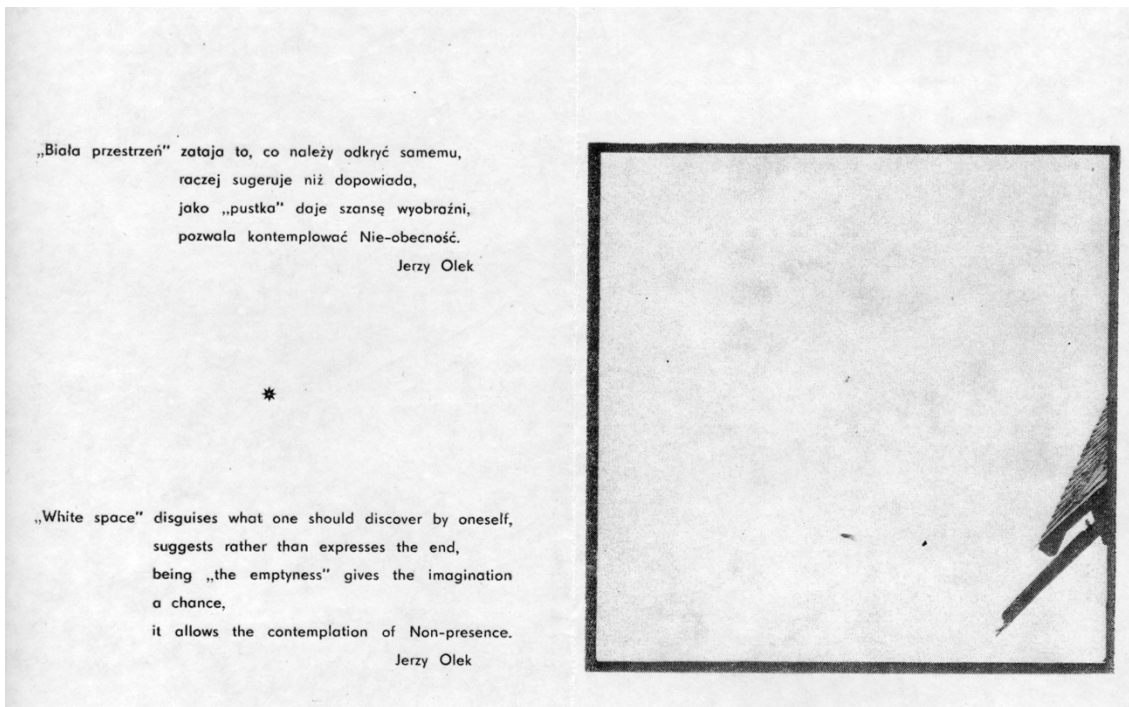 „Biała przestrzeń" zataja to, co należy odkryć samemu,
raczej sugeruje niż dopowiada,
jako „pustka" daje szansę wyobraźni,
pozwala kontemplować Nie-obecność.
Jerzy Olek
„White space" disguises what one should discover by oneself,
suggests rather than expresses the end,
being „the emptyness" gives the imagination
a chance,
it allows the contemplation of Non-presence.
Jerzy Olek